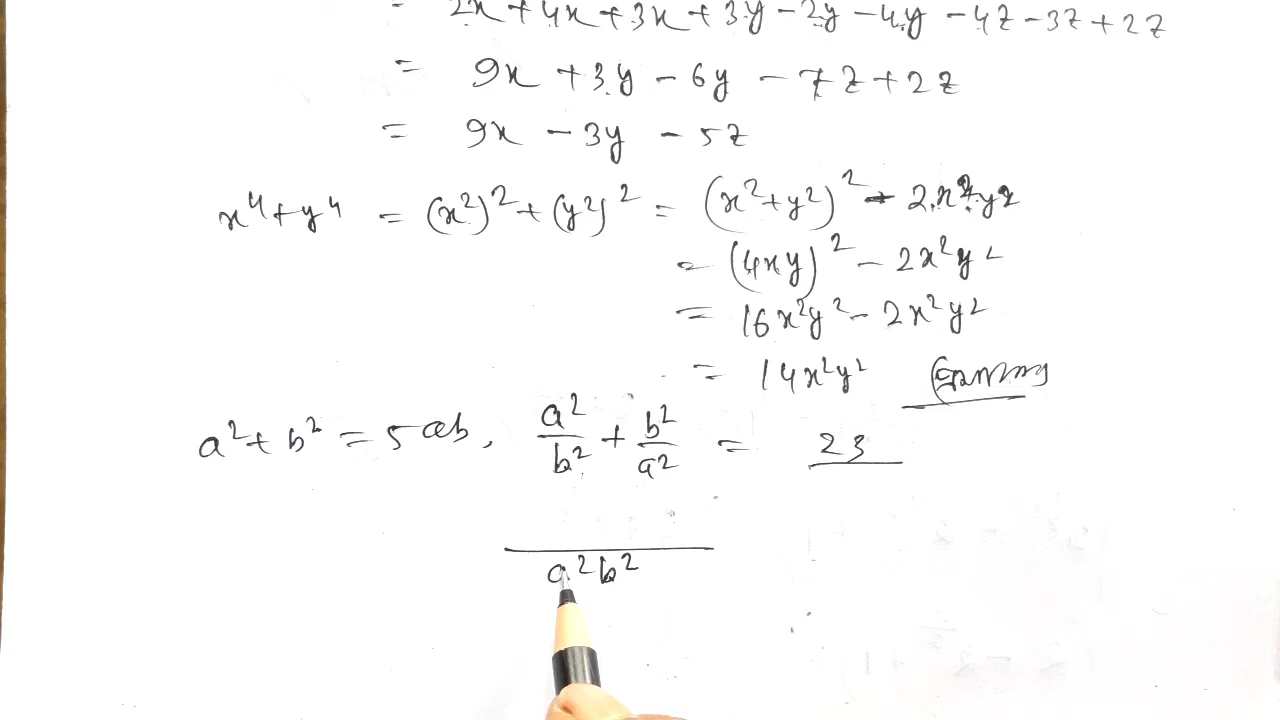 = 2x + 4x + 3x + 3y - 2y - 4y - 4z - 3z + 2z
= 9x + 3y - 6y - 7z + 2z
= 9x - 3y - 5z
x⁴ + y⁴ = (x²)² + (y²)² = (x² + y²)² - 2x²y²
= (4xy)² - 2x²y²
= 16x²y² - 2x²y²
= 14x²y²
a² + b² = 5ab, a²/b² + b²/a² = 23
a²b²